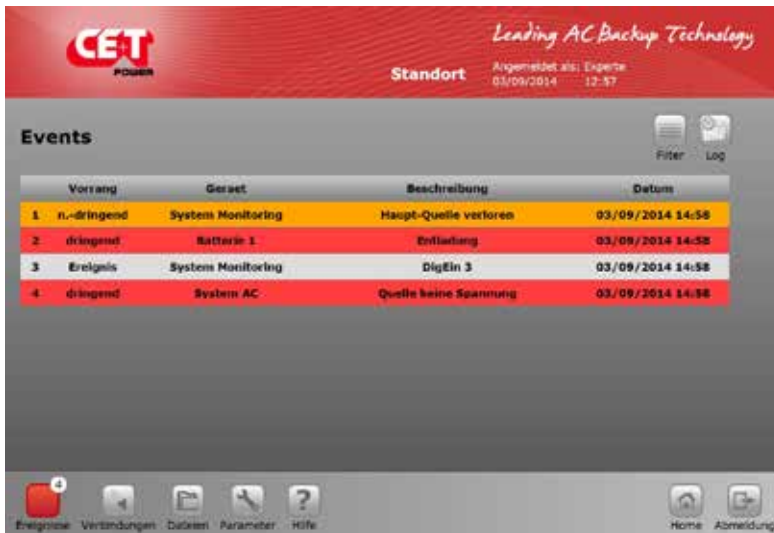 CE+T
POWER
Leading AC Backup Technology
Standort
Angemeldet als: Experte
03/09/2014 12:57
Events
Filter
Log
Vorrang Geraet Beschreibung Datum
1 n.-dringend System Monitoring Haupt-Quelle verloren 03/09/2014 14:58
2 dringend Batterie 1 Entladung 03/09/2014 14:58
3 Ereignis System Monitoring DigEin 3 03/09/2014 14:58
4 dringend System AC Quelle keine Spannung 03/09/2014 14:58
4
Ereignisse Verbindungen Dateien Parameter Hilfe Home Abmeldung